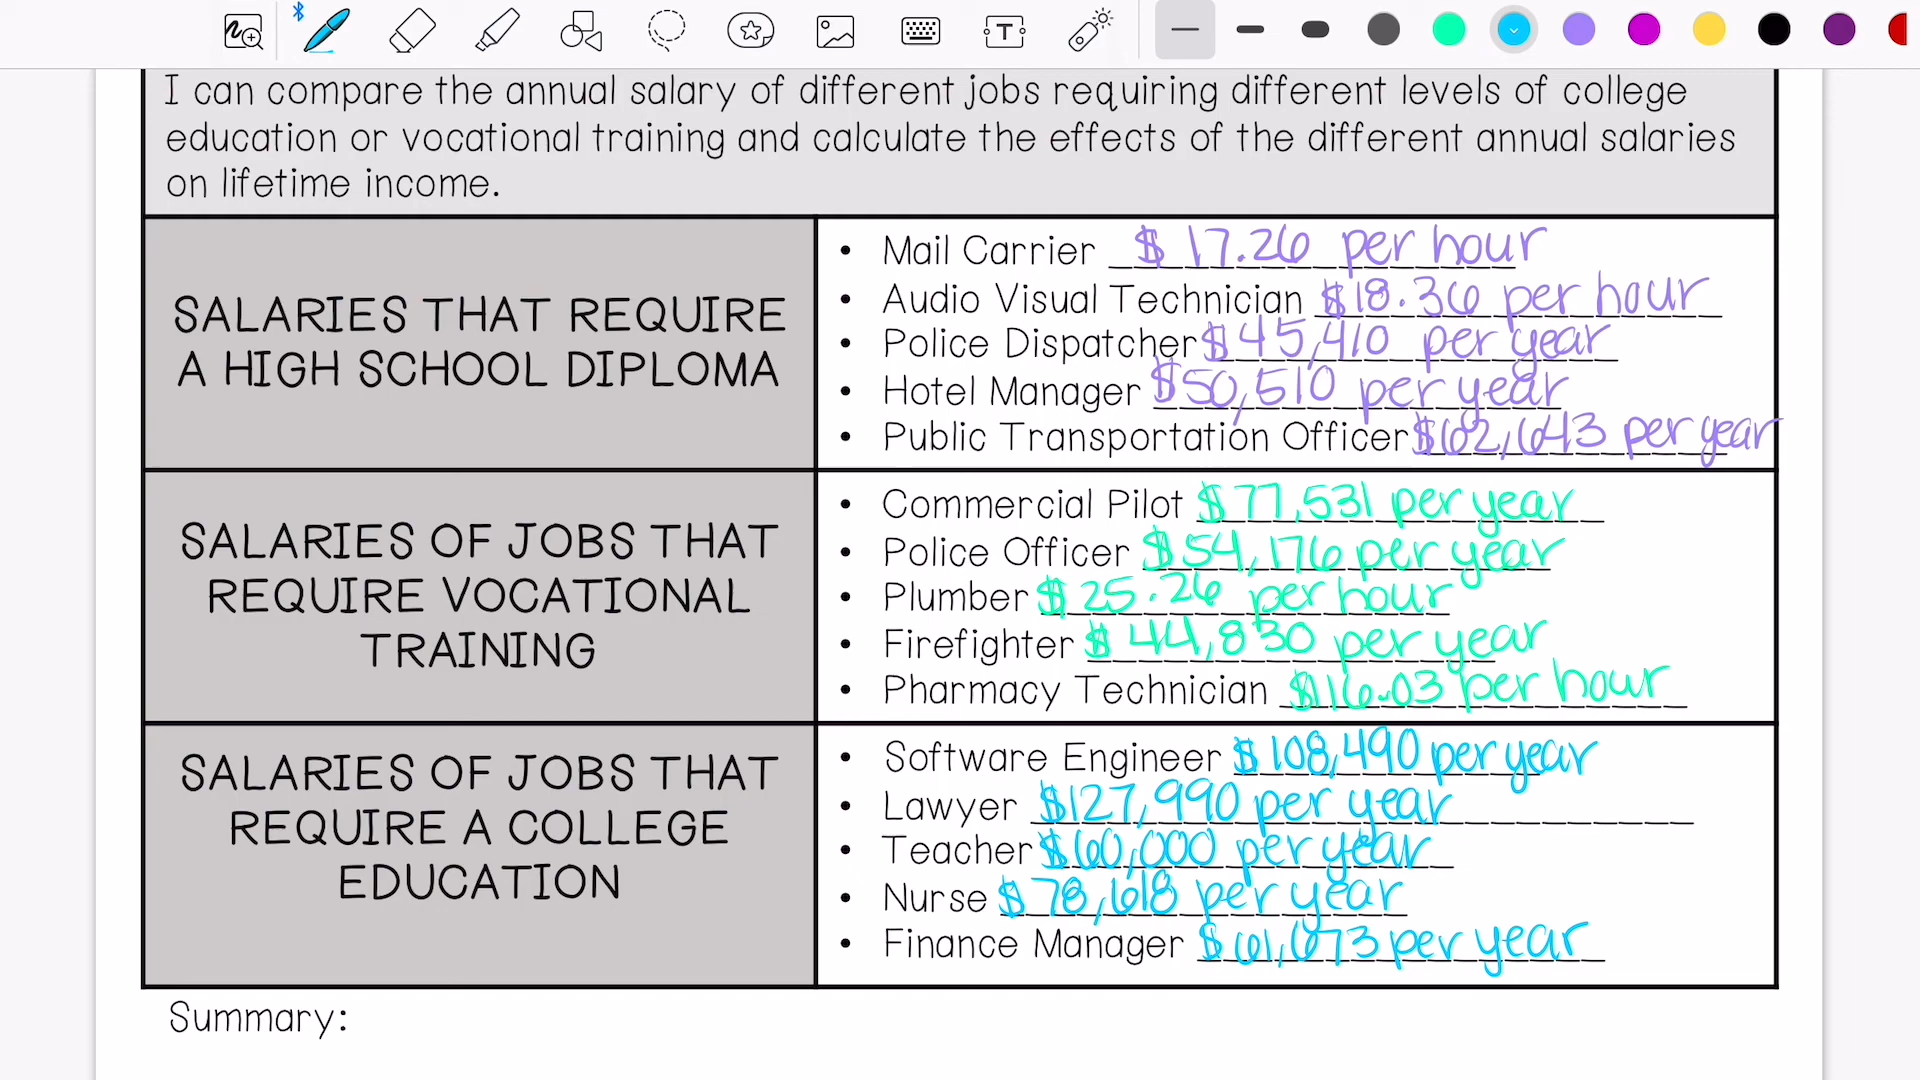 I can compare the annual salary of different jobs requiring different levels of college
education or vocational training and calculate the effects of the different annual salaries
on lifetime income.
SALARIES THAT REQUIRE
A HIGH SCHOOL DIPLOMA
• Mail Carrier $17.26 per hour
• Audio Visual Technician $18.36 per hour
• Police Dispatcher $45,410 per year
• Hotel Manager $50,510 per year
• Public Transportation Officer $62,643 per year
SALARIES OF JOBS THAT
REQUIRE VOCATIONAL
TRAINING
• Commercial Pilot $77,531 per year
• Police Officer $54,176 per year
• Plumber $25.26 per hour
• Firefighter $44,830 per year
• Pharmacy Technician $16.03 per hour
SALARIES OF JOBS THAT
REQUIRE A COLLEGE
EDUCATION
• Software Engineer $108,490 per year
• Lawyer $127,990 per year
• Teacher $60,000 per year
• Nurse $78,618 per year
• Finance Manager $61,673 per year
Summary: